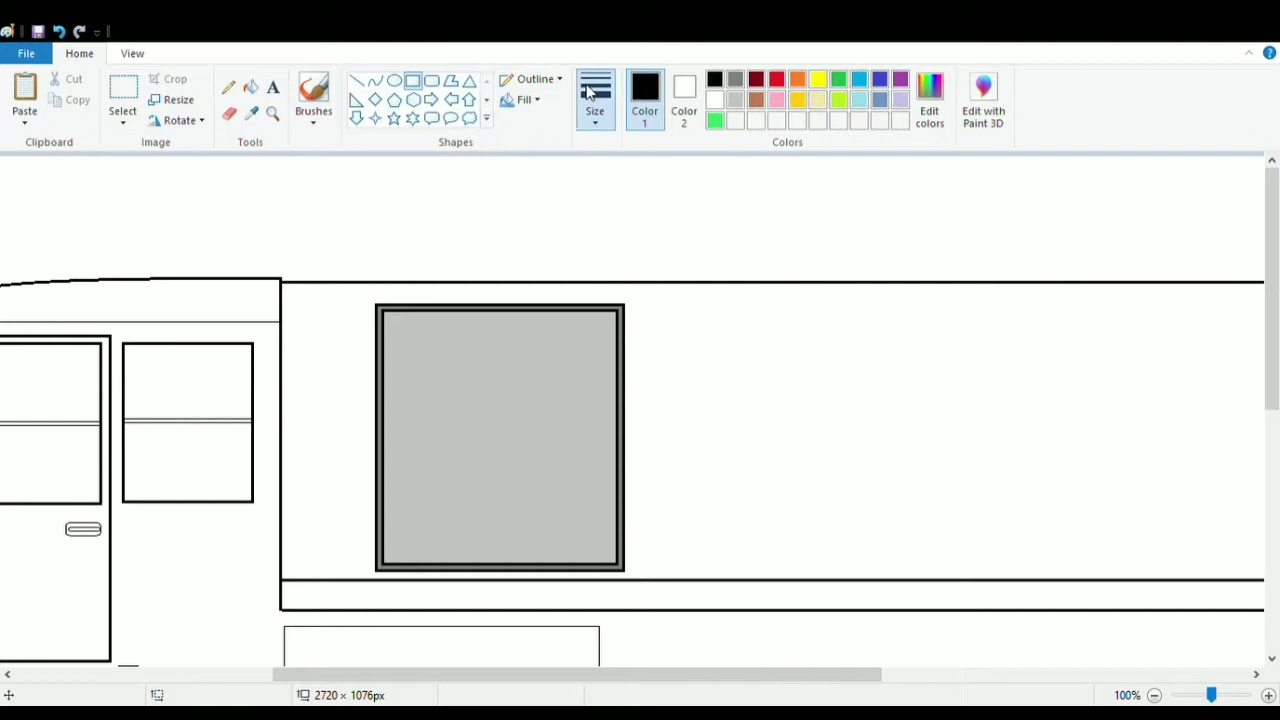 File Home View
Paste Cut Copy
Clipboard
Select Crop Resize Rotate
Image
A
Tools
Brushes
Outline Fill
Shapes
Size
Color 1
Color 2
Edit colors
Edit with Paint 3D
Colors
2720 × 1076px
100%